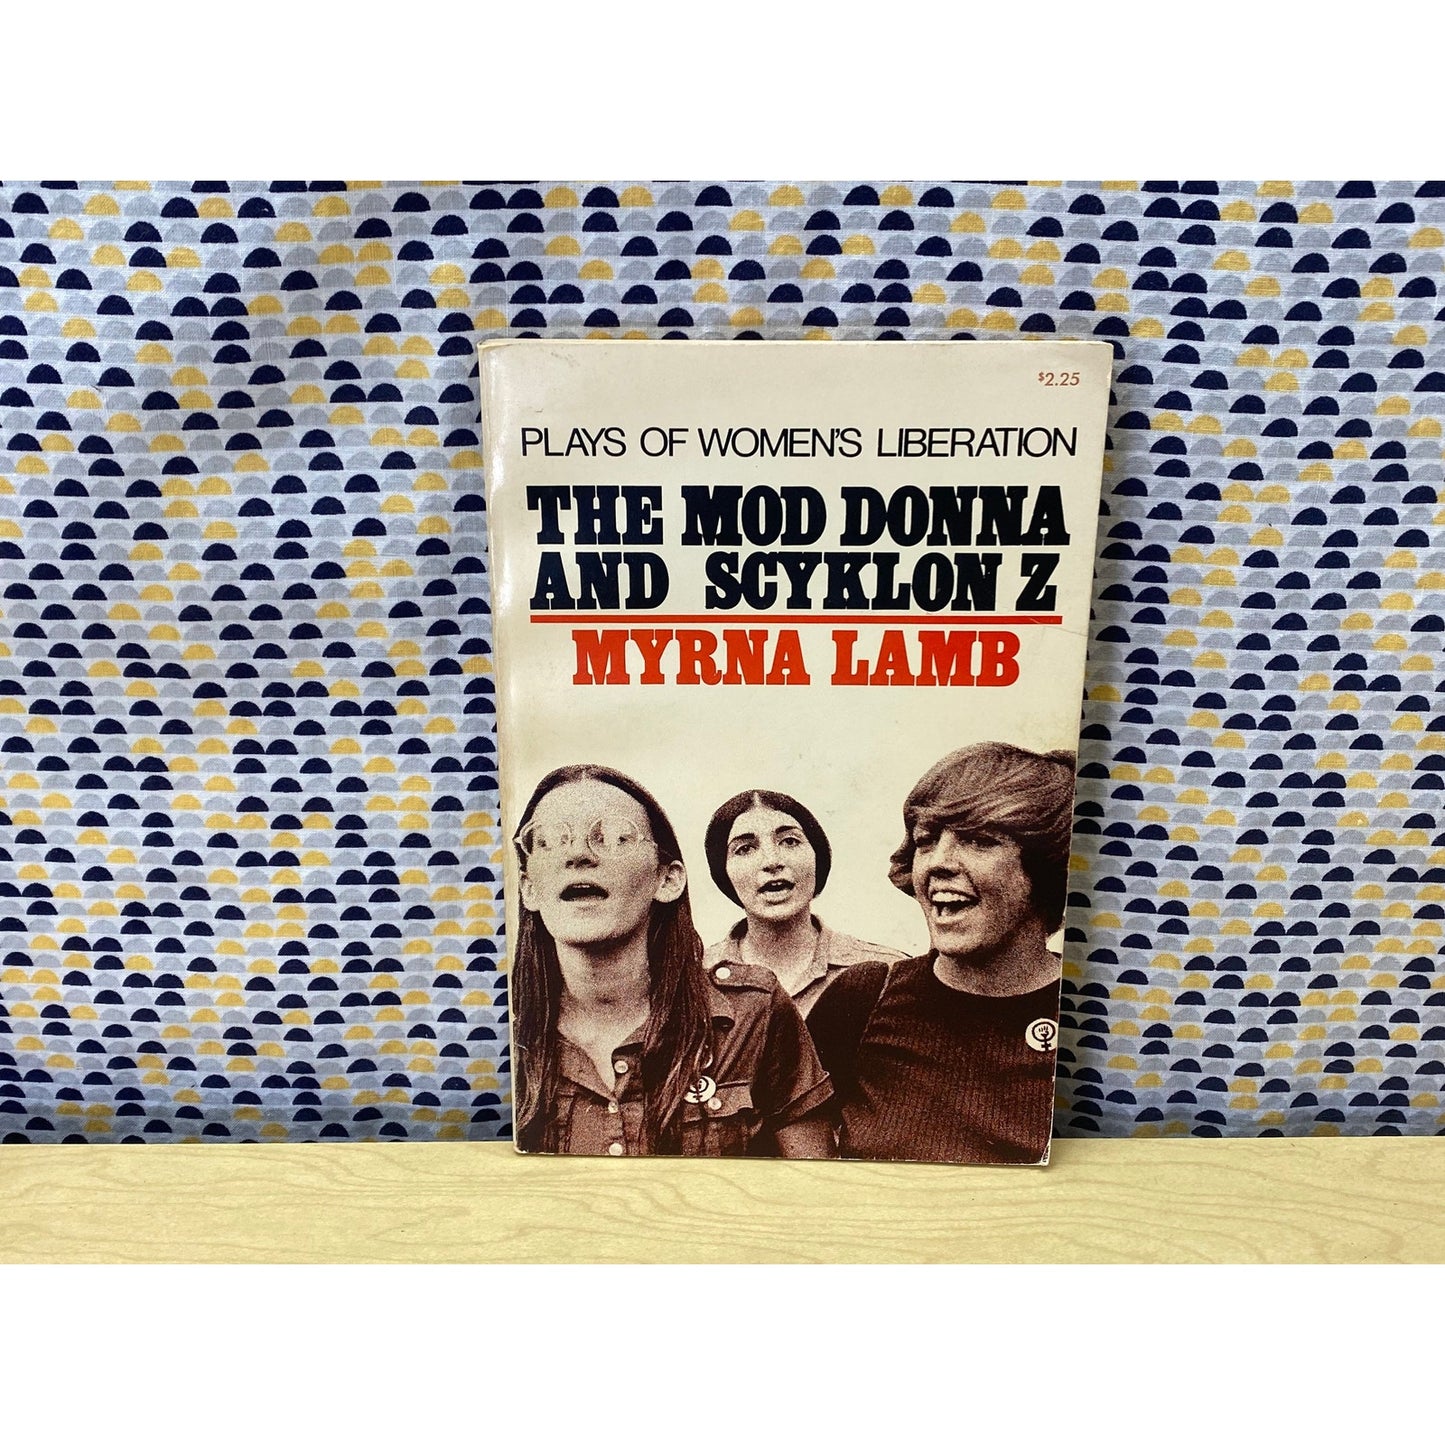 $2.25
PLAYS OF WOMEN'S LIBERATION
THE MOD DONNA
AND SCYKLON Z
MYRNA LAMB